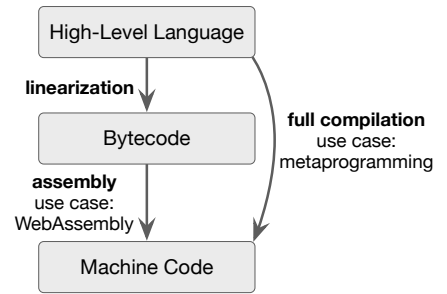 High-Level Language
linearization
full compilation
use case:
metaprogramming
Bytecode
assembly
use case:
WebAssembly
Machine Code